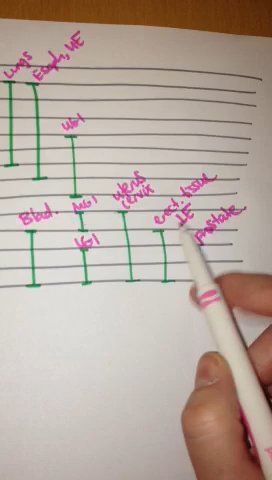 Lungs
Esoph, UE
UGI
Blad.
MGI
LGI
uterus
cervix
erect. tissue
LE
Prostate